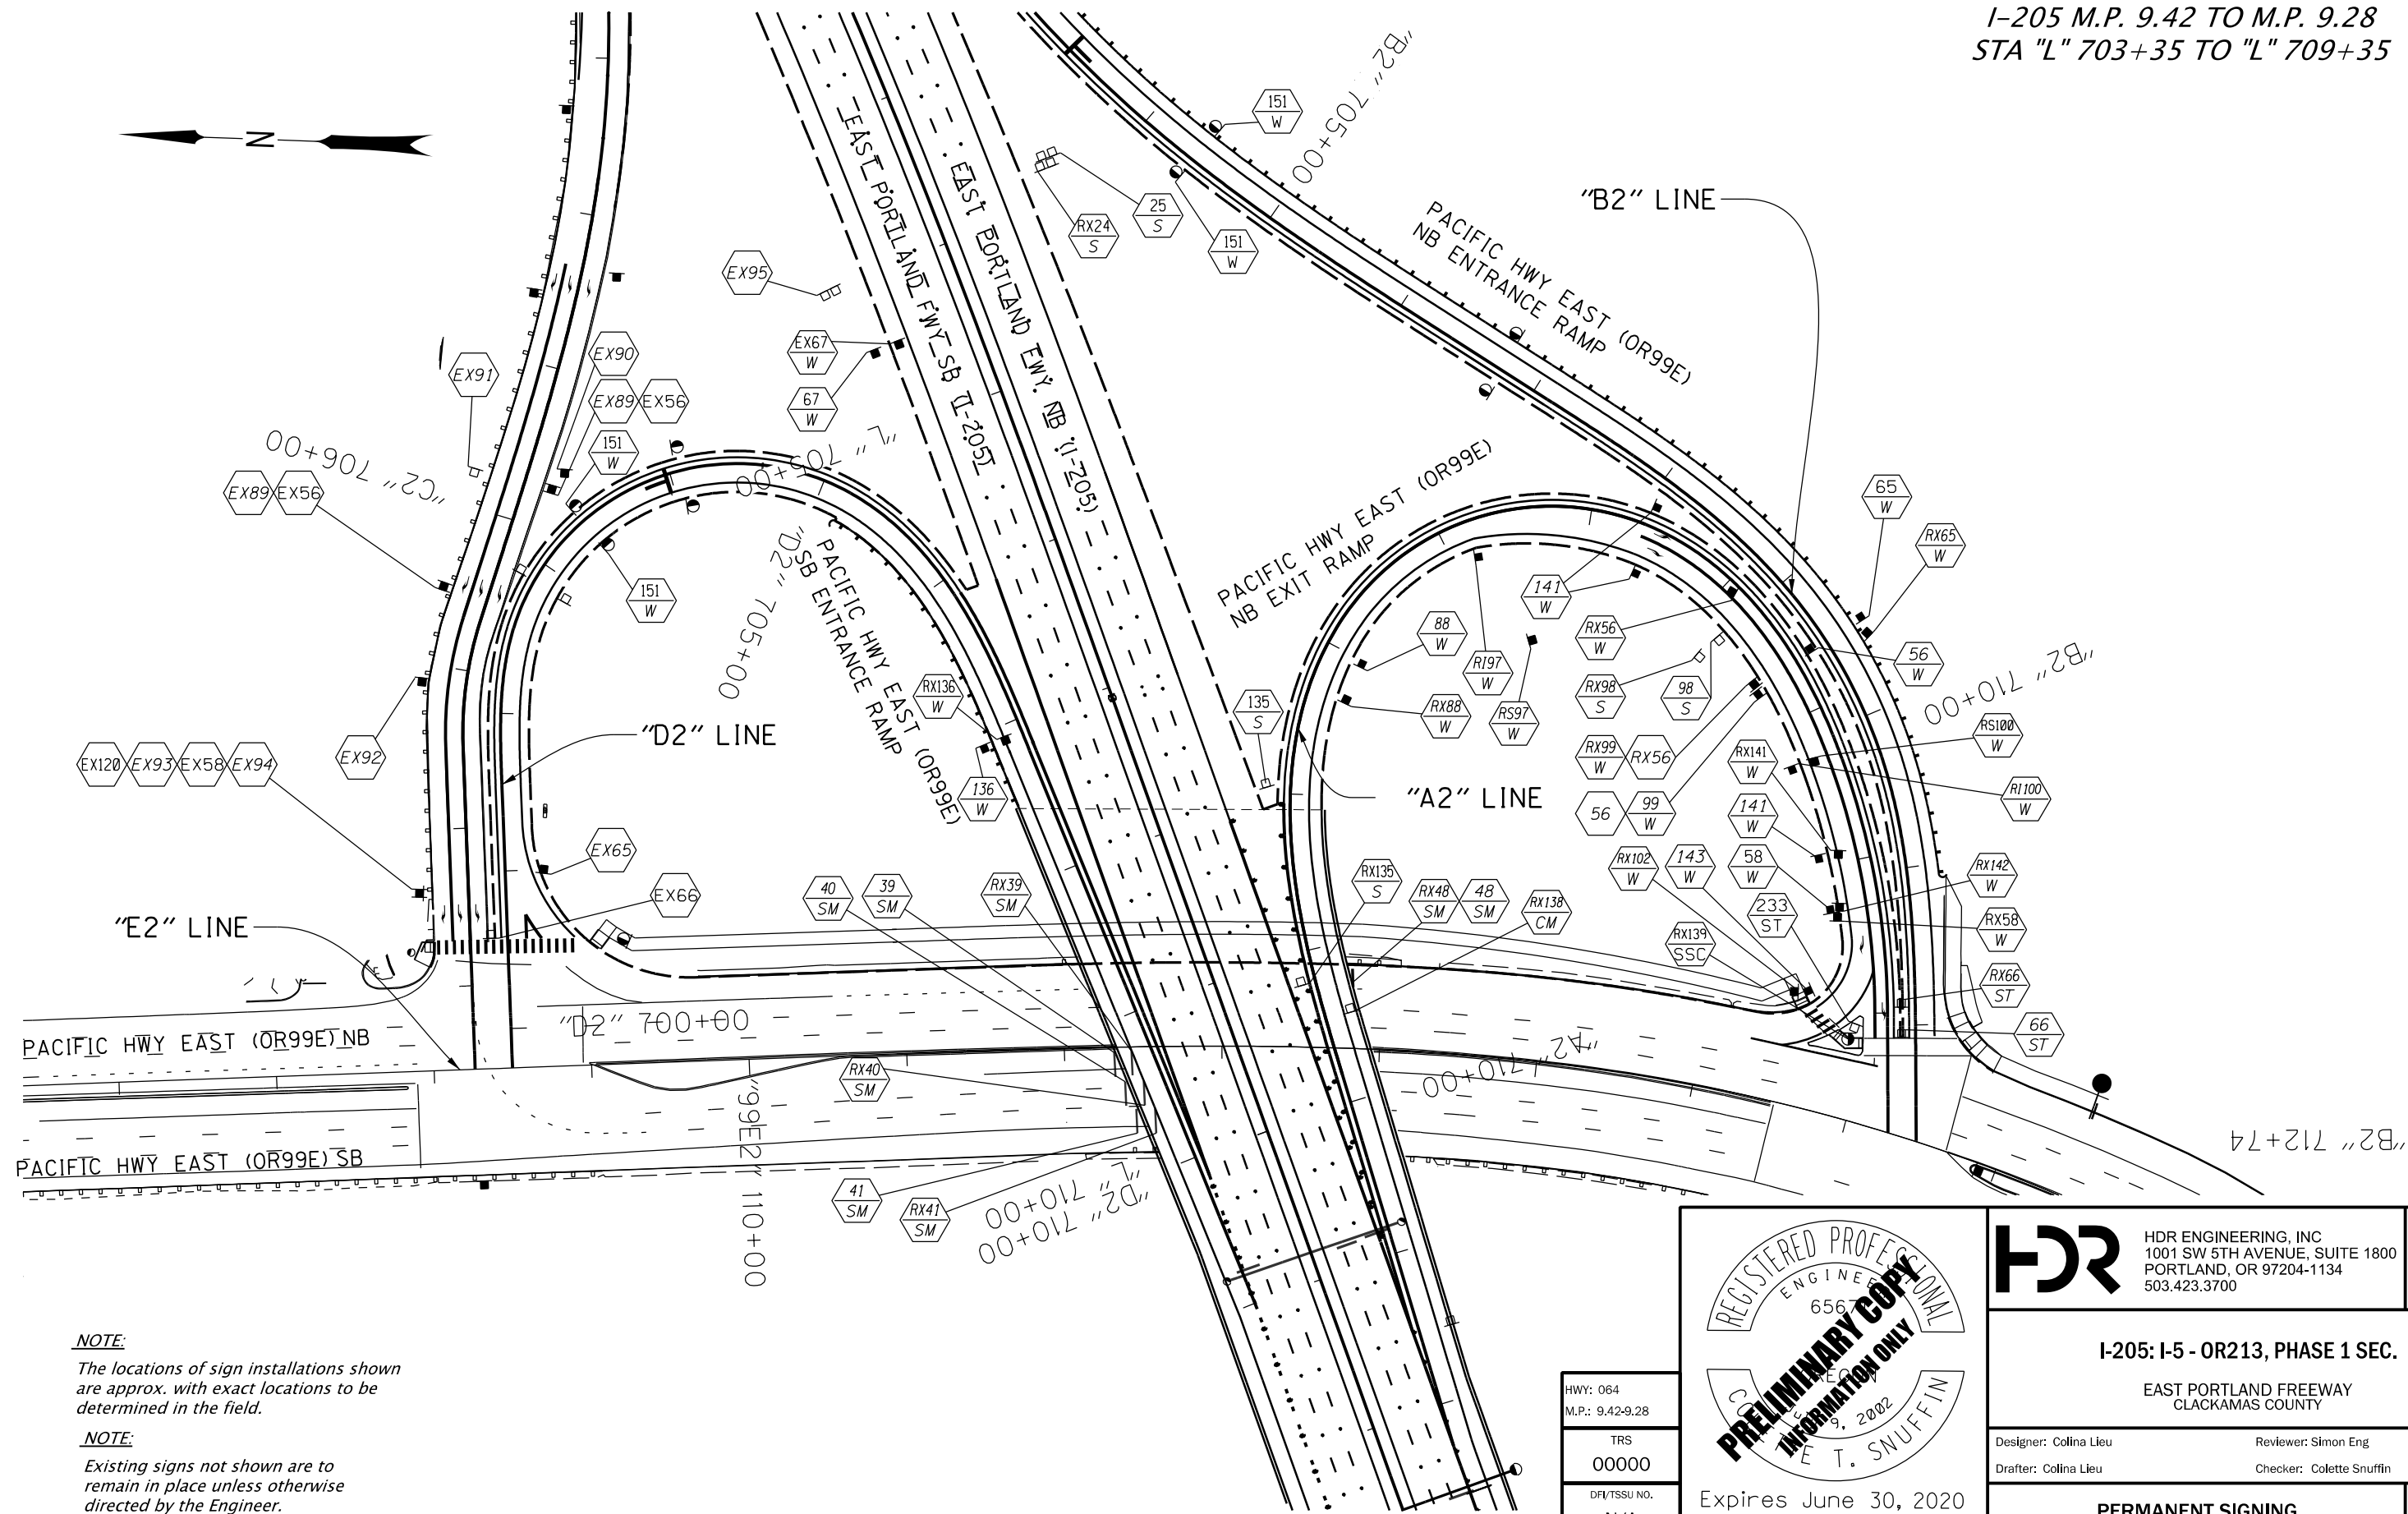 I-205 M.P. 9.42 TO M.P. 9.28
STA "L" 703+35 TO "L" 709+35
N
"B2" 705+00
151
W
25
S
RX24
S
151
W
"B2" LINE
PACIFIC HWY EAST (OR99E)
NB ENTRANCE RAMP
EAST PORTLAND FWY SB (I-205)
EAST PORTLAND FWY NB (I-205)
EX95
EX67
W
67
W
EX91
EX90
EX89 EX56
151
W
"C2" 706+00
EX89 EX56
"L" 705+00
151
W
"D2" 705+00
PACIFIC HWY EAST (OR99E)
SB ENTRANCE RAMP
PACIFIC HWY EAST (OR99E)
NB EXIT RAMP
65
W
RX65
W
141
W
88
W
RI97
W
RX56
W
56
W
"B2" 710+00
RX88
W
RS97
W
RX98
S
98
S
RX136
W
135
S
136
W
"D2" LINE
EX120 EX93 EX58 EX94
EX92
"A2" LINE
RX99
W
RX56
RX141
W
RS100
W
RI100
W
56
99
W
141
W
EX65
EX66
40
SM
39
SM
RX39
SM
RX135
S
RX48
SM
48
SM
RX138
CM
RX102
W
143
W
58
W
RX142
W
233
ST
RX58
W
RX139
SSC
RX66
ST
66
ST
"E2" LINE
PACIFIC HWY EAST (OR99E) NB
"D2" 700+00
RX40
SM
"A2" 710+00
PACIFIC HWY EAST (OR99E) SB
"99E2" 110+00
41
SM
RX41
SM
"L" 710+00
"D2" 710+00
"B2" 712+74
NOTE:
The locations of sign installations shown
are approx. with exact locations to be
determined in the field.
NOTE:
Existing signs not shown are to
remain in place unless otherwise
directed by the Engineer.
HWY: 064
M.P.: 9.42-9.28
TRS
00000
DFI/TSSU NO.
REGISTERED PROFESSIONAL
PRELIMINARY COPY
INFORMATION ONLY
9, 2002
T. SNUFFIN
Expires June 30, 2020
HDR
HDR ENGINEERING, INC
1001 SW 5TH AVENUE, SUITE 1800
PORTLAND, OR 97204-1134
503.423.3700
I-205: I-5 - OR213, PHASE 1 SEC.
EAST PORTLAND FREEWAY
CLACKAMAS COUNTY
Designer: Colina Lieu
Reviewer: Simon Eng
Drafter: Colina Lieu
Checker: Colette Snuffin
PERMANENT SIGNING